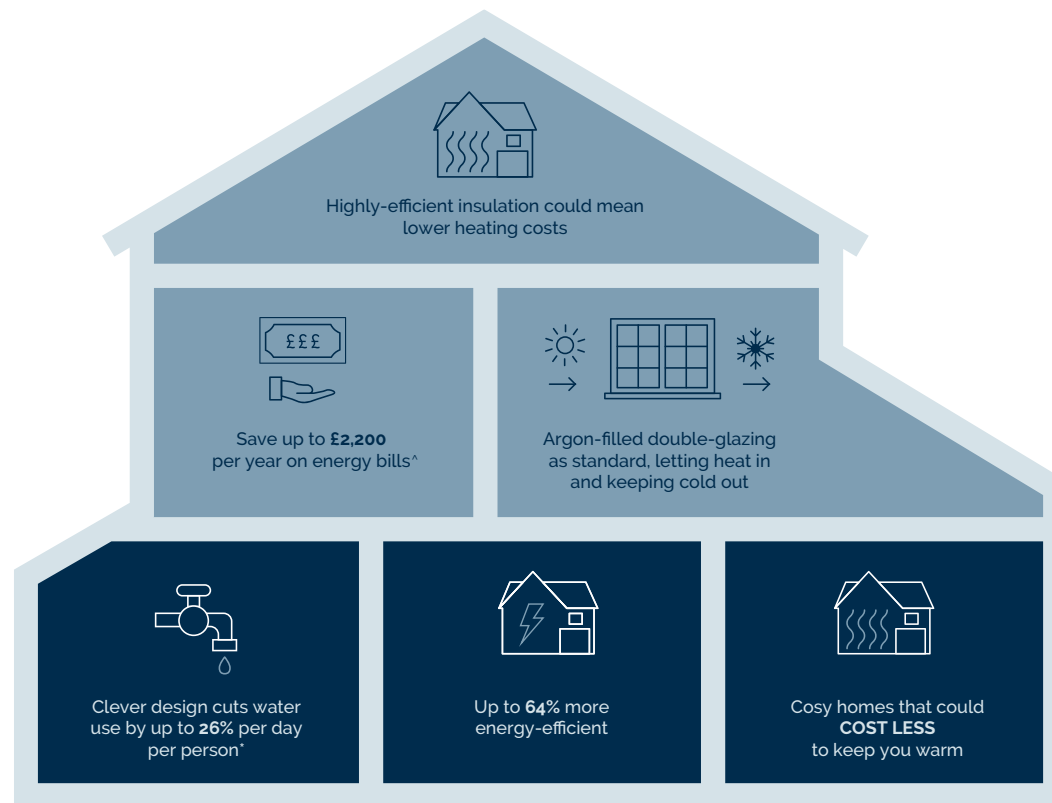 Highly-efficient insulation could mean
lower heating costs
£££
Save up to £2,200
per year on energy bills^
Argon-filled double-glazing
as standard, letting heat in
and keeping cold out
Clever design cuts water
use by up to 26% per day
per person*
Up to 64% more
energy-efficient
Cosy homes that could
COST LESS
to keep you warm